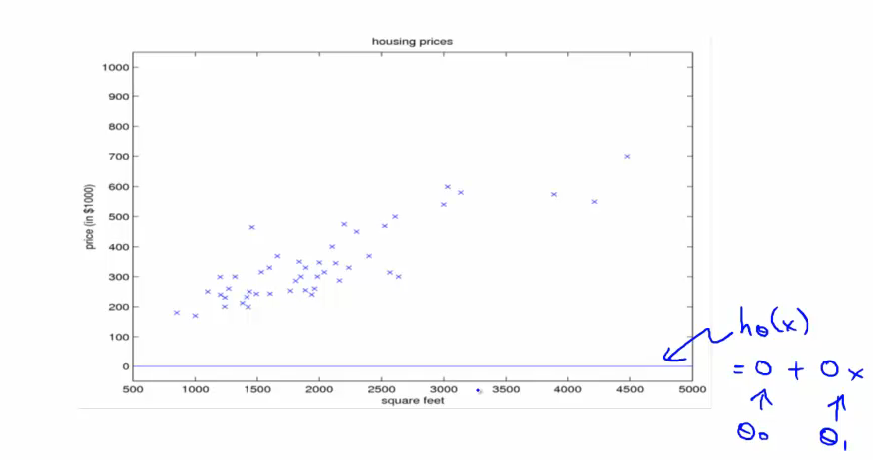 housing prices
1000
900
800
700
600
500
400
300
200
100
0
price (in $1000)
500 1000 1500 2000 2500 3000 3500 4000 4500 5000
square feet
hθ(x)
= 0 + 0x
↑ ↑
θ₀ θ₁